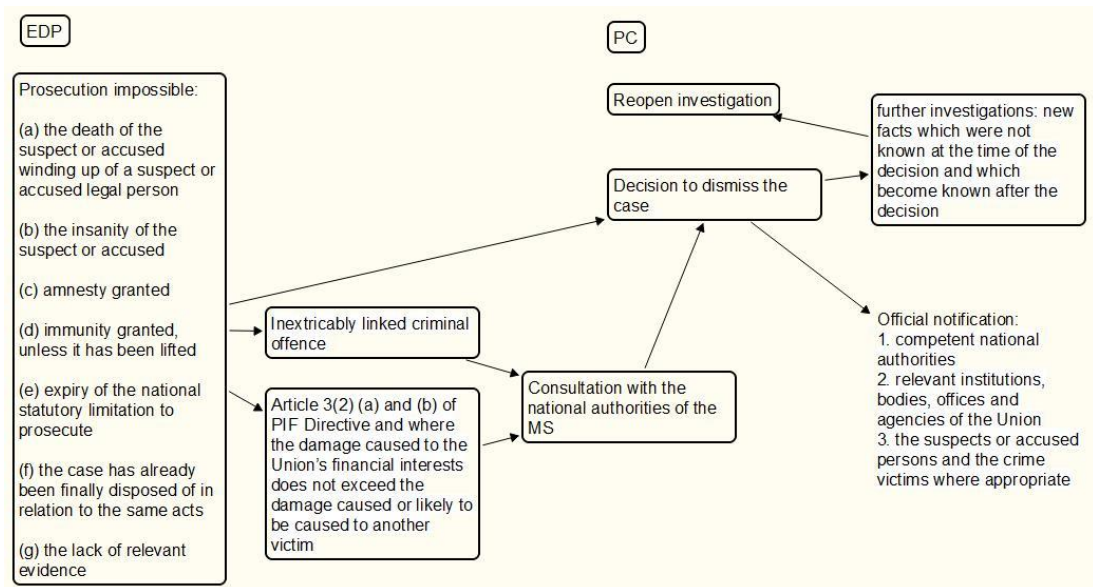 EDP
PC
Prosecution impossible:
(a) the death of the
suspect or accused
winding up of a suspect or
accused legal person
(b) the insanity of the
suspect or accused
(c) amnesty granted
(d) immunity granted,
unless it has been lifted
(e) expiry of the national
statutory limitation to
prosecute
(f) the case has already
been finally disposed of in
relation to the same acts
(g) the lack of relevant
evidence
Inextricably linked criminal
offence
Article 3(2) (a) and (b) of
PIF Directive and where
the damage caused to the
Union's financial interests
does not exceed the
damage caused or likely to
be caused to another
victim
Consultation with the
national authorities of the
MS
Reopen investigation
Decision to dismiss the
case
further investigations: new
facts which were not
known at the time of the
decision and which
become known after the
decision
Official notification:
1. competent national
authorities
2. relevant institutions,
bodies, offices and
agencies of the Union
3. the suspects or accused
persons and the crime
victims where appropriate